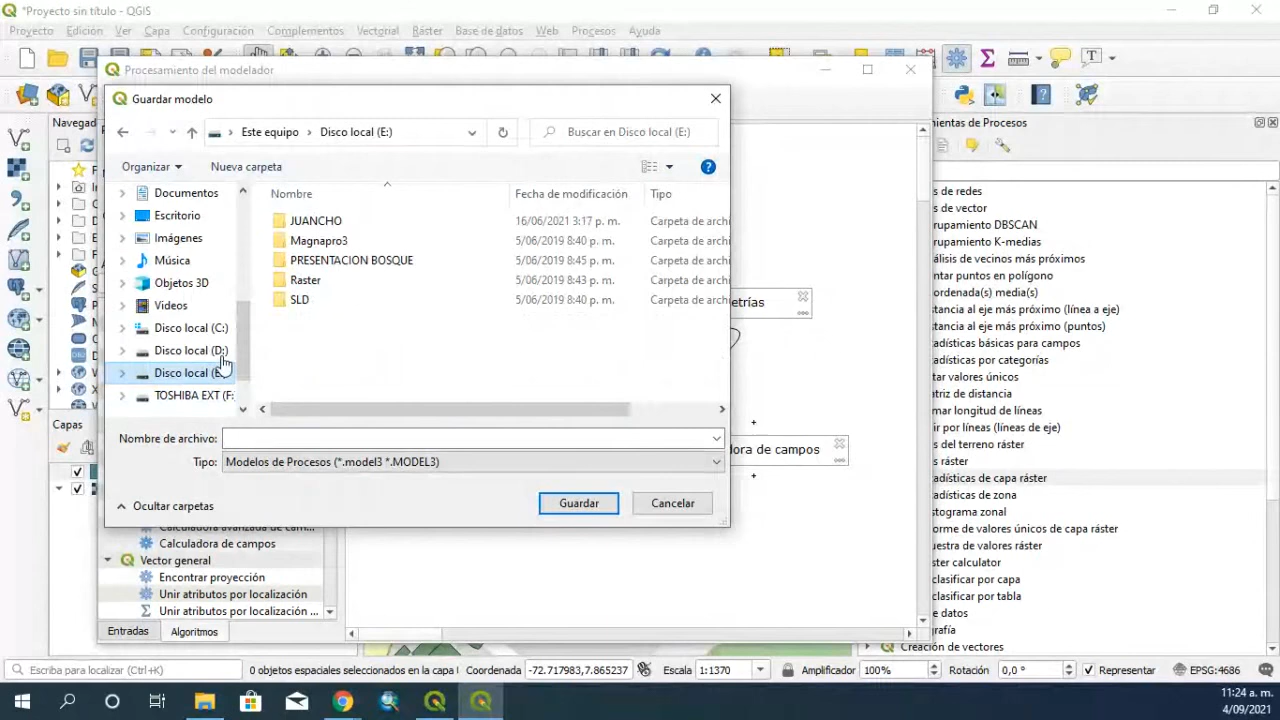 *Proyecto sin título - QGIS
Proyecto Edición Ver Capa Configuración Complementos Vectorial Ráster Base de datos Web Procesos Ayuda
Procesamiento del modelador
Guardar modelo
Este equipo Disco local (E:)
Buscar en Disco local (E:)
Organizar Nueva carpeta
Documentos
Escritorio
Imágenes
Música
Objetos 3D
Videos
Disco local (C:)
Disco local (D:)
Disco local (E:
TOSHIBA EXT (F:
Nombre Fecha de modificación Tipo
JUANCHO 16/06/2021 3:17 p. m. Carpeta de archi
Magnapro3 5/06/2019 8:40 p. m. Carpeta de archi
PRESENTACION BOSQUE 5/06/2019 8:45 p. m. Carpeta de archi
Raster 5/06/2019 8:43 p. m. Carpeta de archi
SLD 5/06/2019 8:40 p. m. Carpeta de archi
Nombre de archivo:
Tipo: Modelos de Procesos (*.model3 *.MODEL3)
Ocultar carpetas
Guardar Cancelar
Navegad
Capas
etrías
dora de campos
Calculadora avanzada de cam...
Calculadora de campos
Vector general
Encontrar proyección
Unir atributos por localización
Unir atributos por localización ...
Entradas Algoritmos
ientas de Procesos
s de redes
s de vector
rupamiento DBSCAN
rupamiento K-medias
álisis de vecinos más próximos
ntar puntos en polígono
ordenada(s) media(s)
stancia al eje más próximo (línea a eje)
stancia al eje más próximo (puntos)
tadísticas básicas para campos
tadísticas por categorías
tar valores únicos
atriz de distancia
mar longitud de líneas
ir por líneas (líneas de eje)
s del terreno ráster
s ráster
tadísticas de capa ráster
tadísticas de zona
stograma zonal
forme de valores únicos de capa ráster
uestra de valores ráster
ster calculator
clasificar por capa
clasificar por tabla
e datos
grafía
Creación de vectores
Escriba para localizar (Ctrl+K)
0 objetos espaciales seleccionados en la capa
Coordenada -72.717983,7.865237
Escala 1:1370
Amplificador 100%
Rotación 0,0 °
Representar
EPSG:4686
11:24 a. m.
4/09/2021